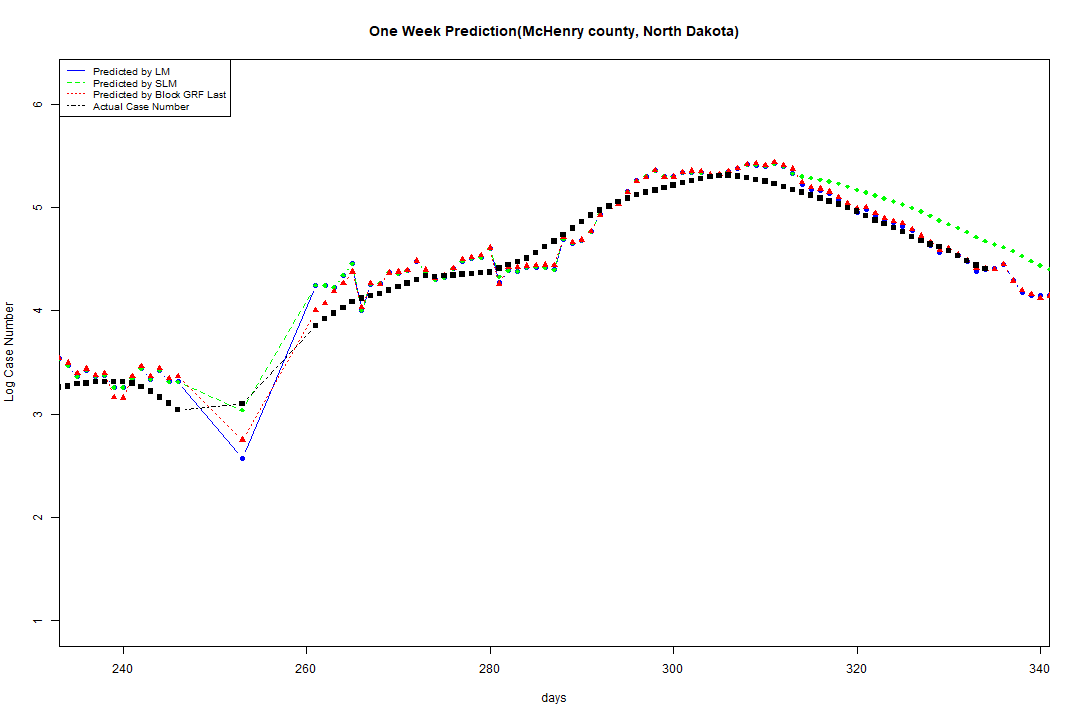 One Week Prediction(McHenry county, North Dakota)
Predicted by LM
Predicted by SLM
Predicted by Block GRF Last
Actual Case Number
Log Case Number
6
5
4
3
2
1
240 260 280 300 320 340
days